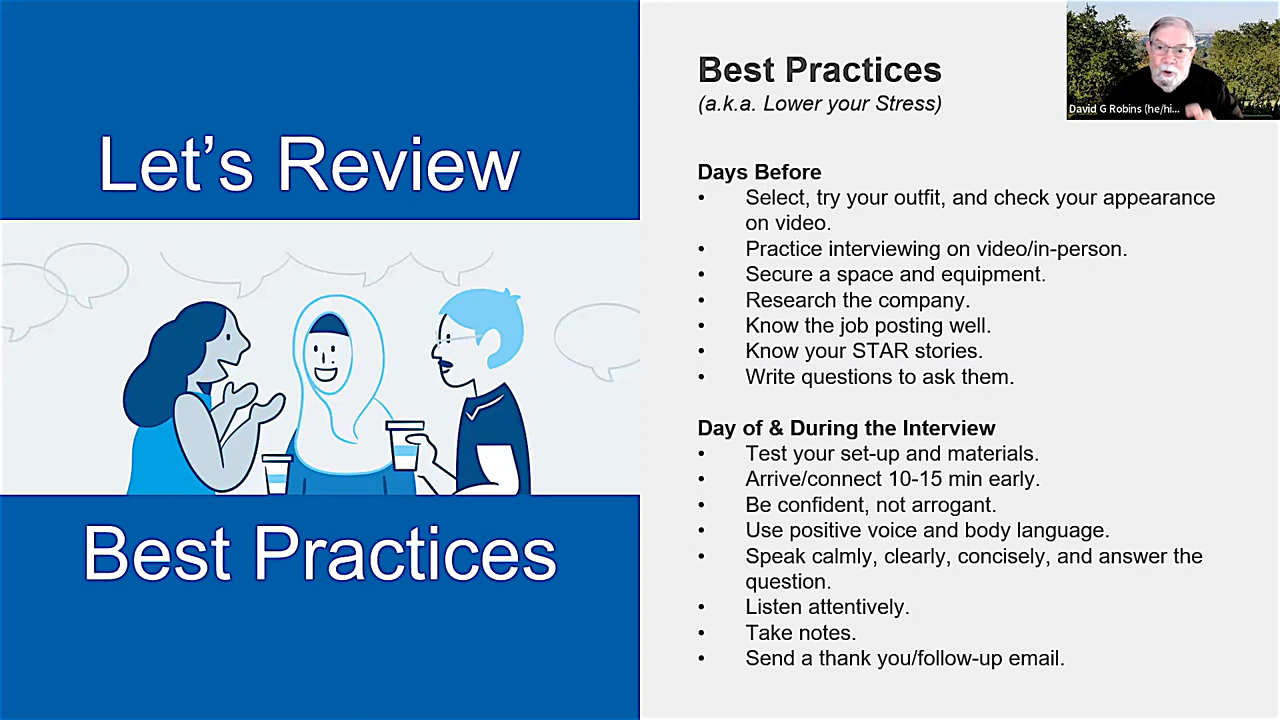 Let's Review
Best Practices
Best Practices
(a.k.a. Lower your Stress)
David G Robins (he/hi...
Days Before
• Select, try your outfit, and check your appearance
on video.
• Practice interviewing on video/in-person.
• Secure a space and equipment.
• Research the company.
• Know the job posting well.
• Know your STAR stories.
• Write questions to ask them.
Day of & During the Interview
• Test your set-up and materials.
• Arrive/connect 10-15 min early.
• Be confident, not arrogant.
• Use positive voice and body language.
• Speak calmly, clearly, concisely, and answer the
question.
• Listen attentively.
• Take notes.
• Send a thank you/follow-up email.